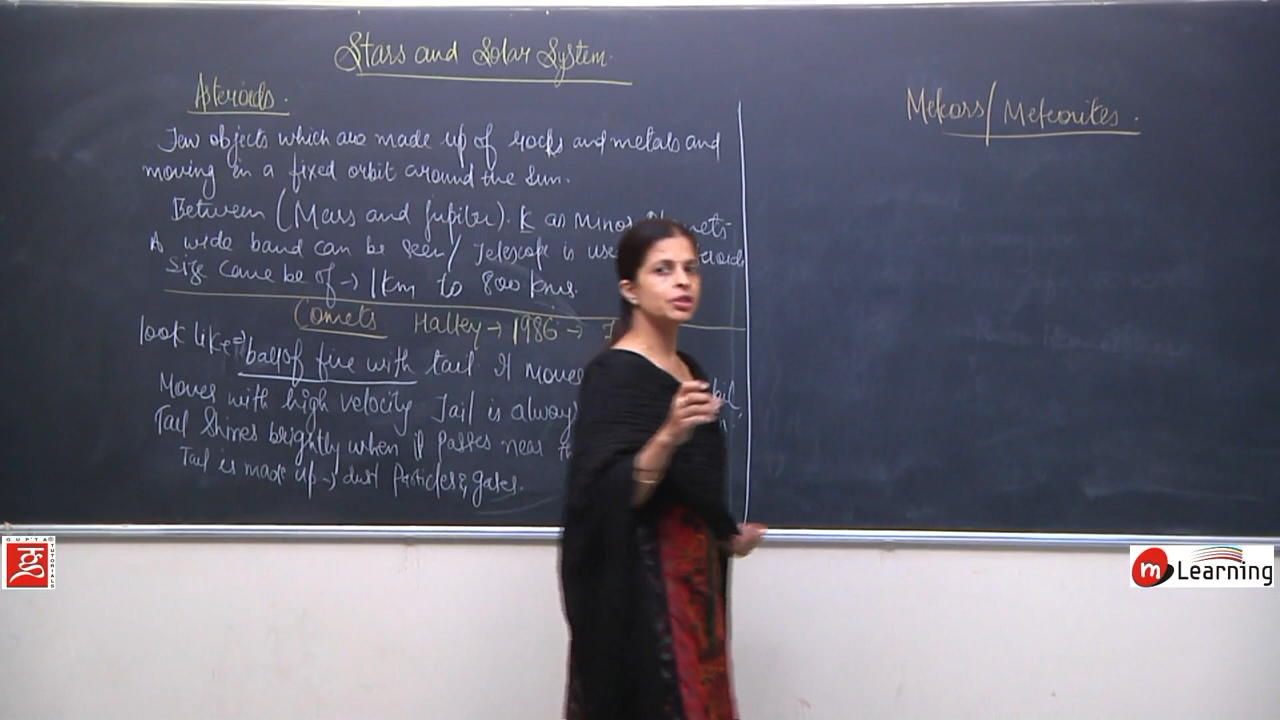 Stars and Solar System.
Asteroids.
Few objects which are made up of rocks and metals and
moving in a fixed orbit around the Sun.
Between (Mars and Jupiter). K as minor
A wide band can be seen/ Telescope is
Size came be of → 1km to 800 kms.
Comets Halley → 1986 →
look like → ball of fire with tail. It moves
Moves with high velocity Tail is always
Tail Shines brightly when it passes near
Tail is made up → dust Particles & gases.
Meteors/ Meteorites.
GUPTA TUTORIALS
m Learning